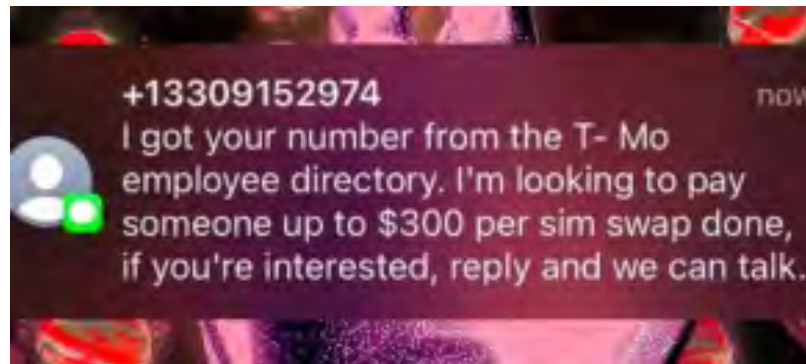 +13309152974
now
I got your number from the T- Mo
employee directory. I'm looking to pay
someone up to $300 per sim swap done,
if you're interested, reply and we can talk.